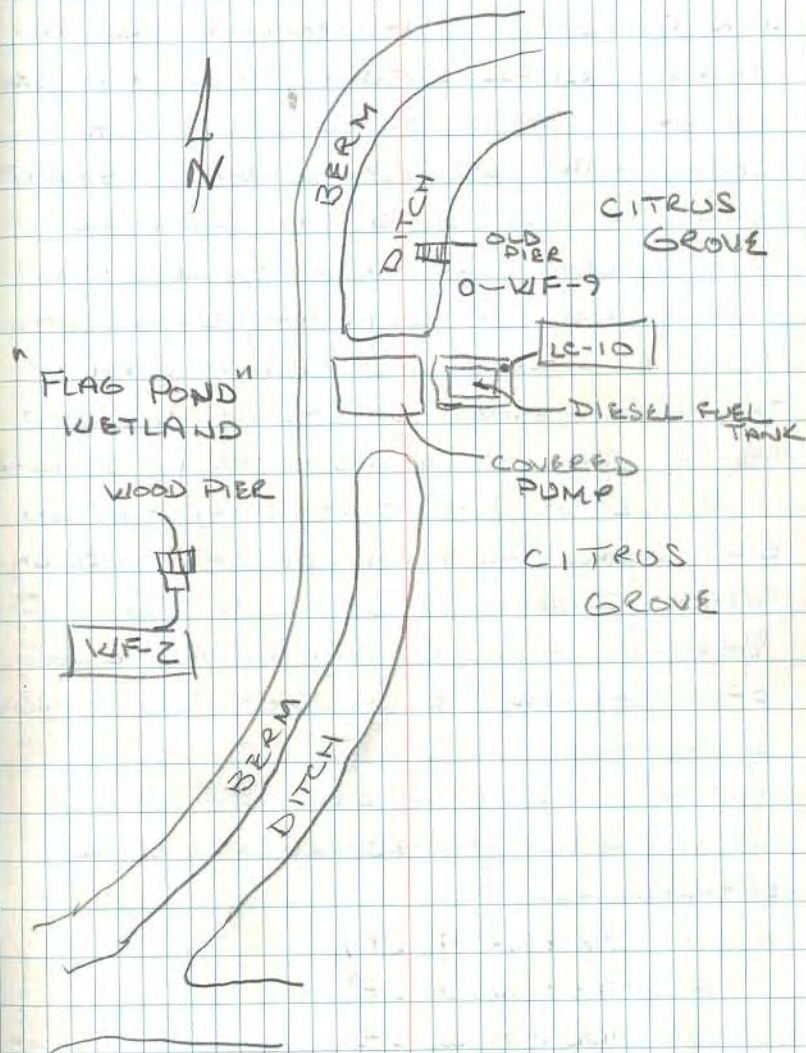 N
BERM
DITCH
CITRUS
GROVE
OLD
PIER
O-WF-9
LC-10
"FLAG POND"
WETLAND
DIESEL FUEL
TANK
COVERED
PUMP
WOOD PIER
CITRUS
GROVE
WF-2
BERM
DITCH